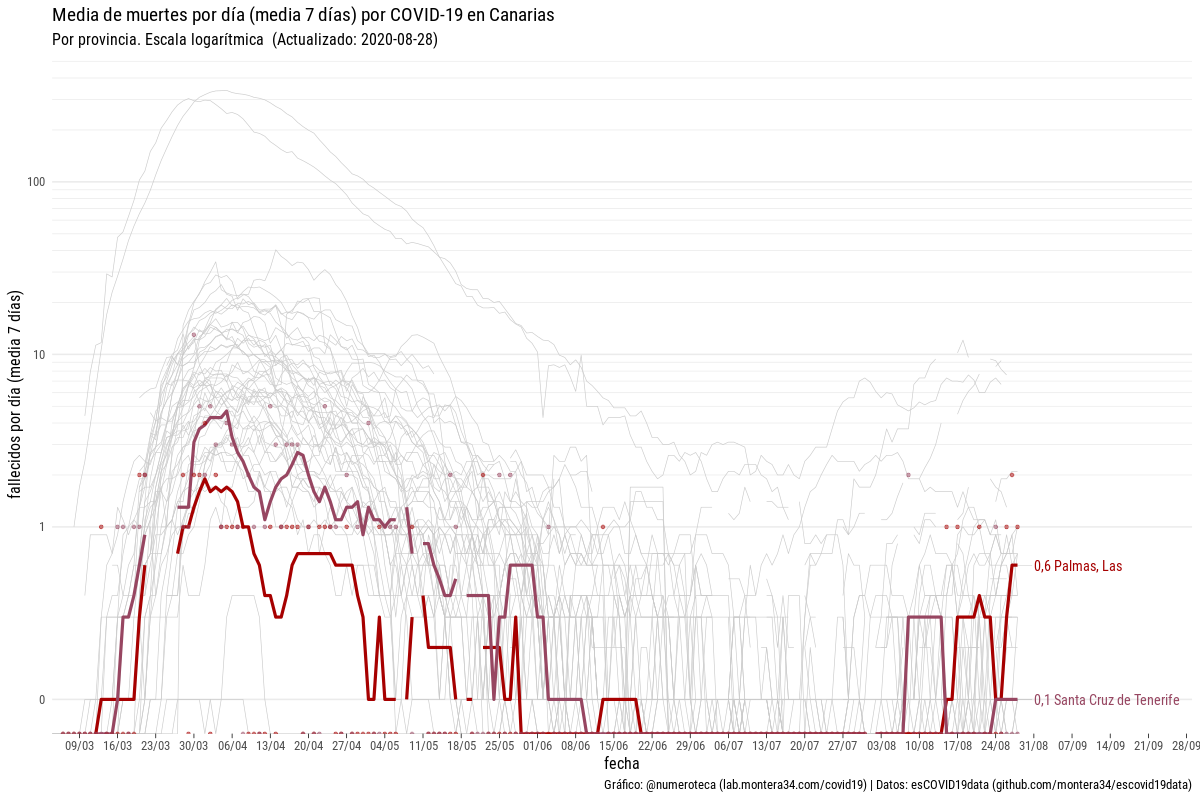 Media de muertes por día (media 7 días) por COVID-19 en Canarias
Por provincia. Escala logarítmica (Actualizado: 2020-08-28)
fallecidos por día (media 7 días)
100
10
1
0
0,6 Palmas, Las
0,1 Santa Cruz de Tenerife
09/03 16/03 23/03 30/03 06/04 13/04 20/04 27/04 04/05 11/05 18/05 25/05 01/06 08/06 15/06 22/06 29/06 06/07 13/07 20/07 27/07 03/08 10/08 17/08 24/08 31/08 07/09 14/09 21/09 28/09
fecha
Gráfico: @numeroteca (lab.montera34.com/covid19) | Datos: esCOVID19data (github.com/montera34/escovid19data)